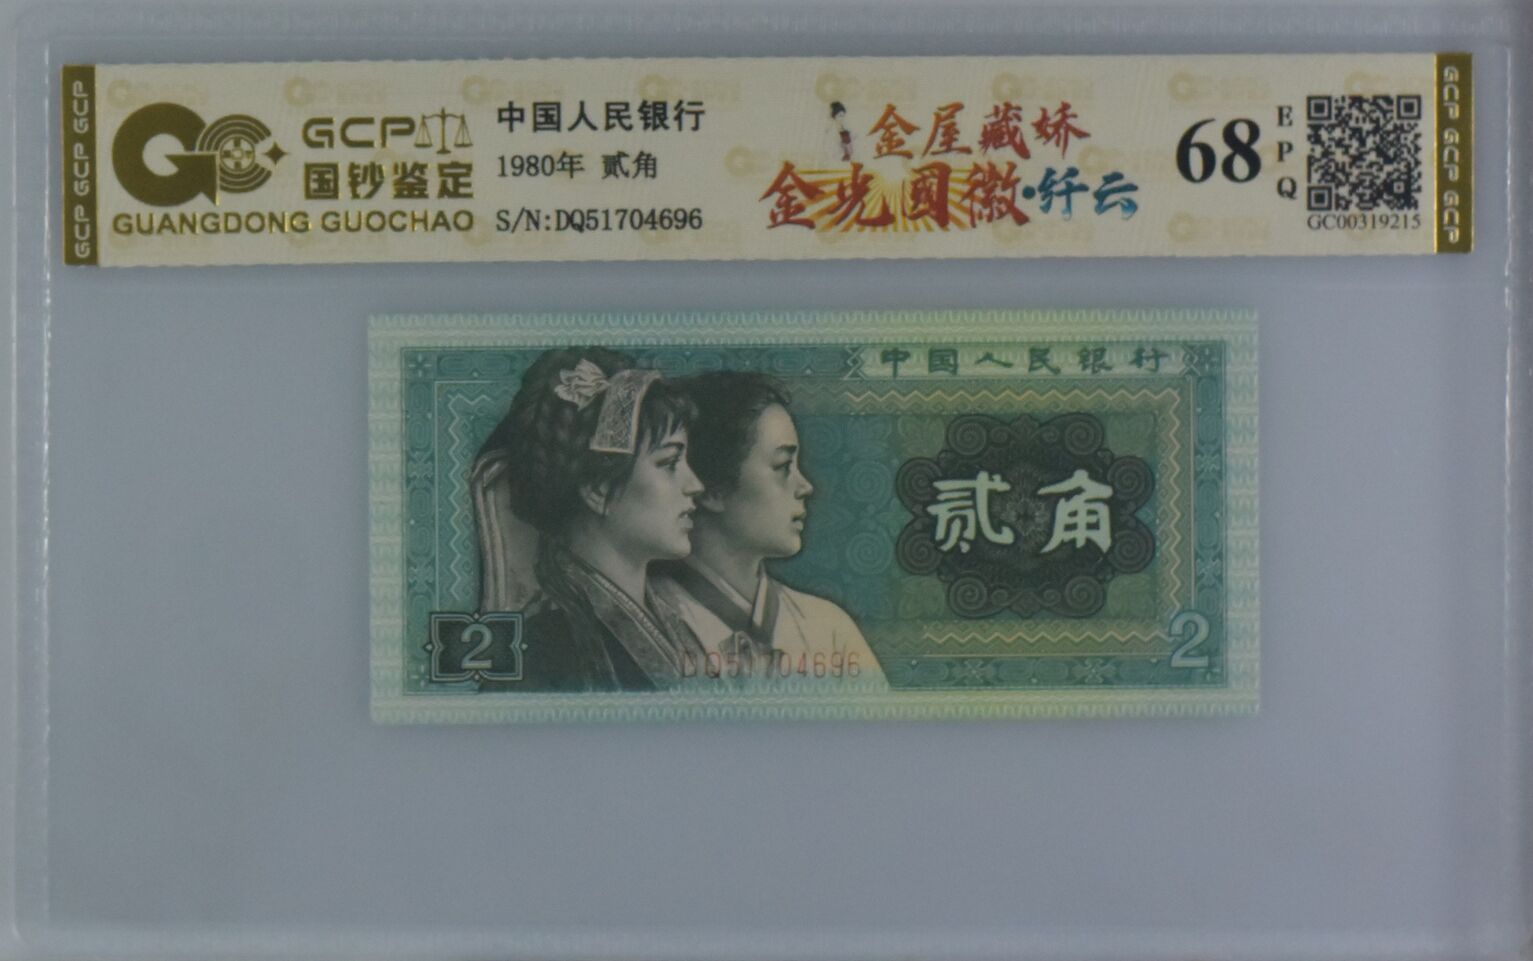 GCP GCP GCP
GCP
国钞鉴定
GUANGDONG GUOCHAO
中国人民银行
1980年 贰角
S/N:DQ51704696
金屋藏娇
金光國徽·纤云
68
EPQ
GC00319215
GCP GCP GCP
中国人民银行
贰角
2
DQ51704696
2